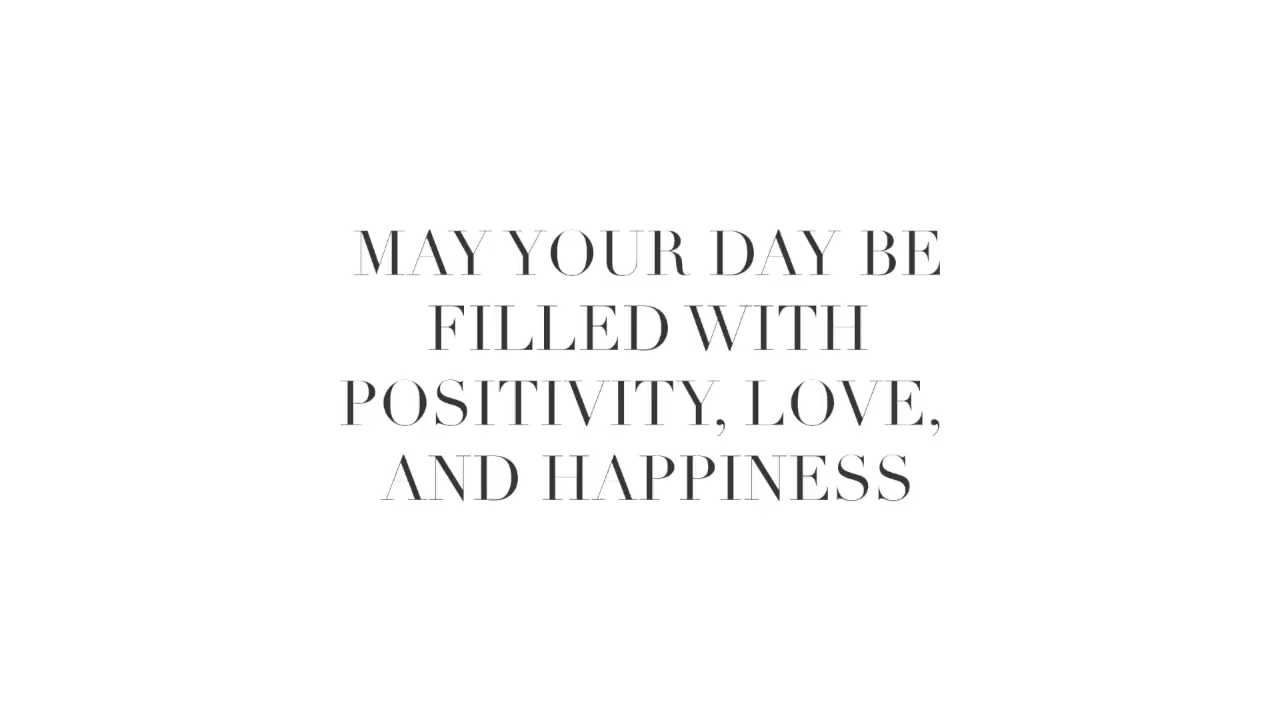 MAY YOUR DAY BE
FILLED WITH
POSITIVITY, LOVE,
AND HAPPINESS